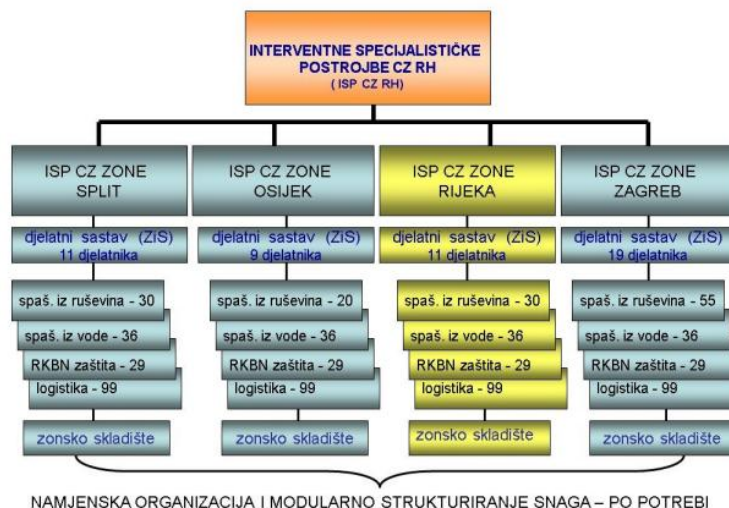 INTERVENTNE SPECIJALISTIČKE
POSTROJBE CZ RH
( ISP CZ RH)
ISP CZ ZONE
SPLIT
djelatni sastav (ZiS)
11 djelatnika
spaš. iz ruševina - 30
spaš. iz vode - 36
RKBN zaštita - 29
logistika - 99
zonsko skladište
ISP CZ ZONE
OSIJEK
djelatni sastav (ZiS)
9 djelatnika
spaš. iz ruševina - 20
spaš. iz vode - 36
RKBN zaštita - 29
logistika - 99
zonsko skladište
ISP CZ ZONE
RIJEKA
djelatni sastav (ZiS)
11 djelatnika
spaš. iz ruševina - 30
spaš. iz vode - 36
RKBN zaštita - 29
logistika - 99
zonsko skladište
ISP CZ ZONE
ZAGREB
djelatni sastav (ZiS)
19 djelatnika
spaš. iz ruševina - 55
spaš. iz vode - 36
RKBN zaštita - 29
logistika - 99
zonsko skladište
NAMJENSKA ORGANIZACIJA I MODULARNO STRUKTURIRANJE SNAGA – PO POTREBI